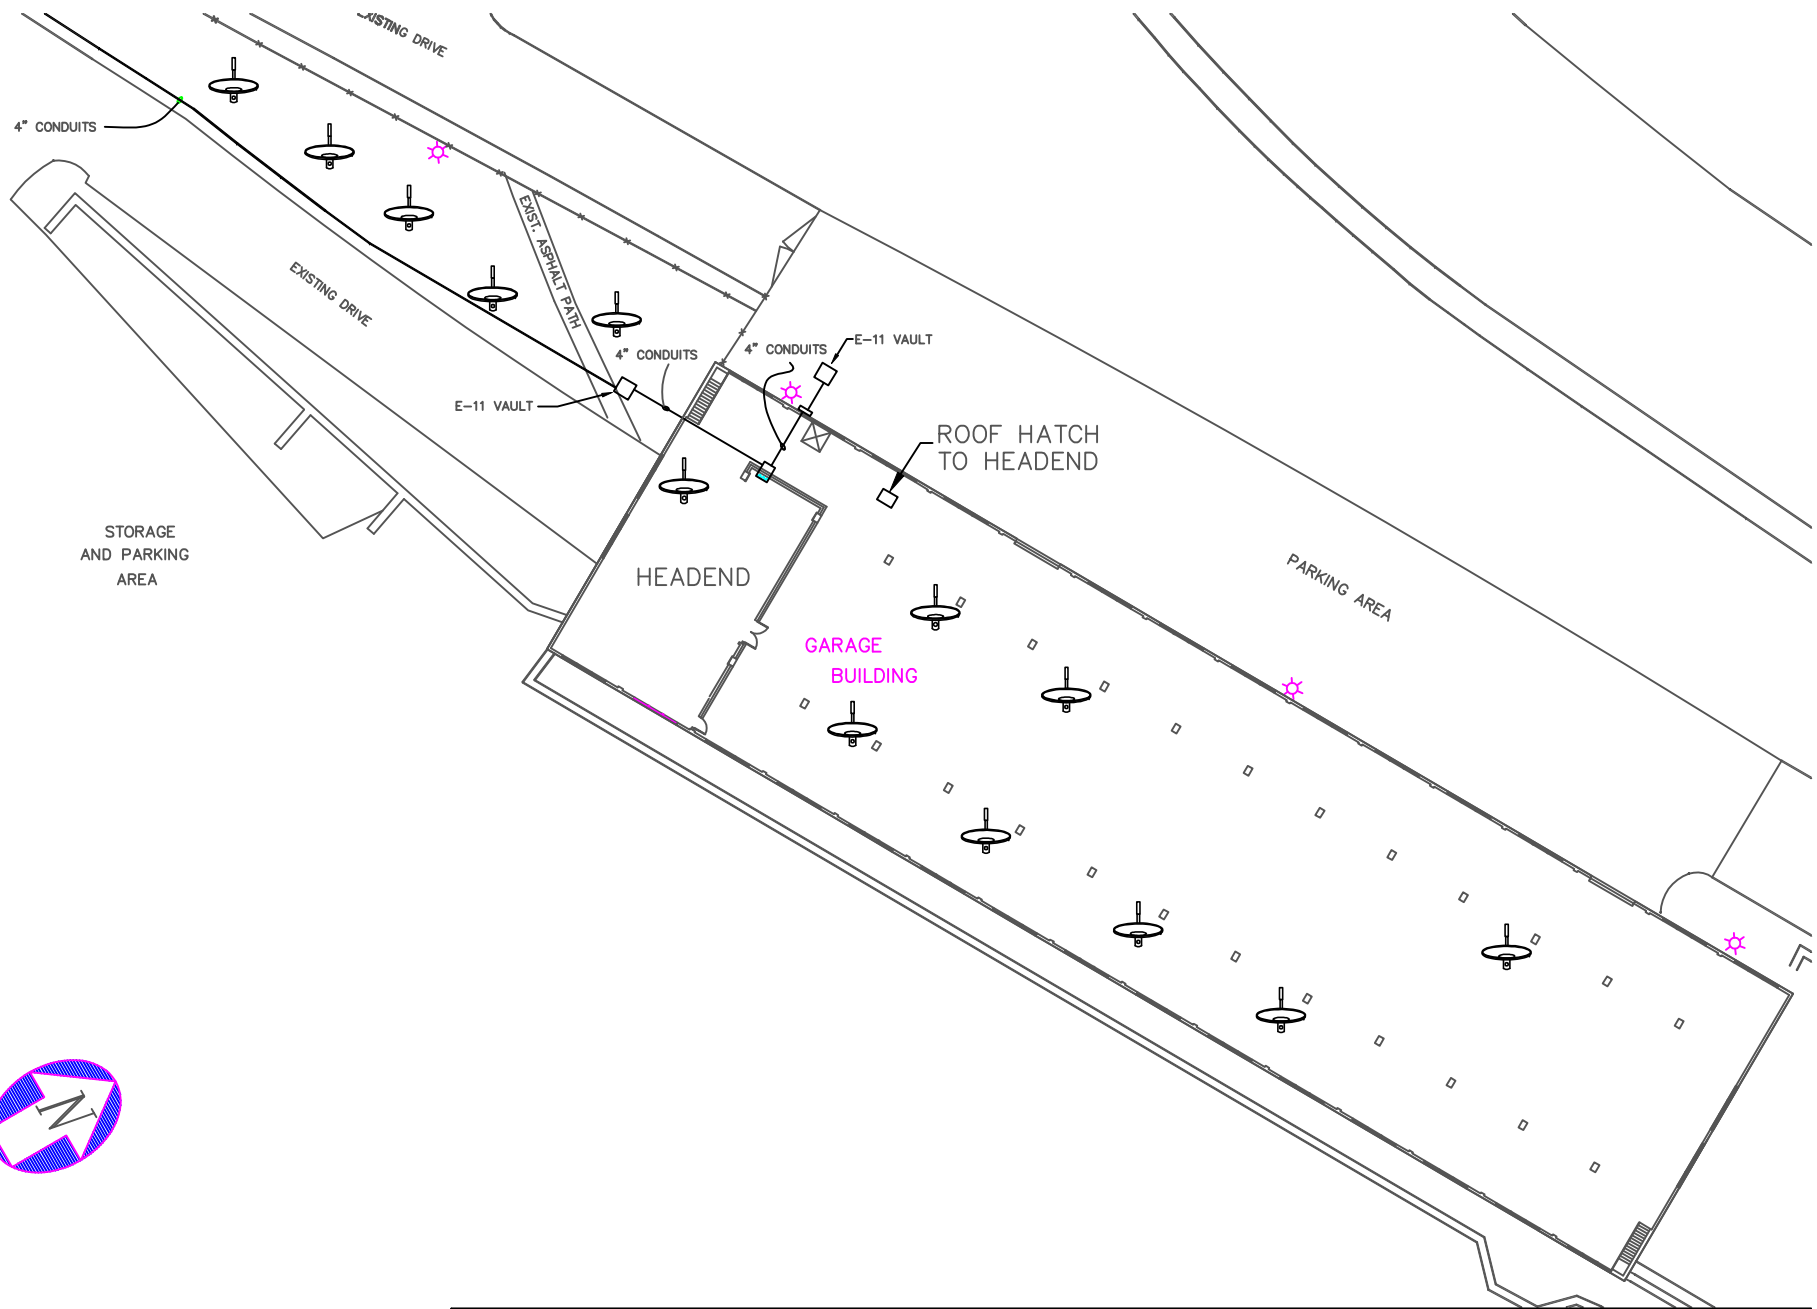 EXISTING DRIVE
4" CONDUITS
EXIST. ASPHALT PATH
EXISTING DRIVE
E-11 VAULT
4" CONDUITS
4" CONDUITS
E-11 VAULT
ROOF HATCH
TO HEADEND
STORAGE
AND PARKING
AREA
HEADEND
PARKING AREA
GARAGE
BUILDING
N